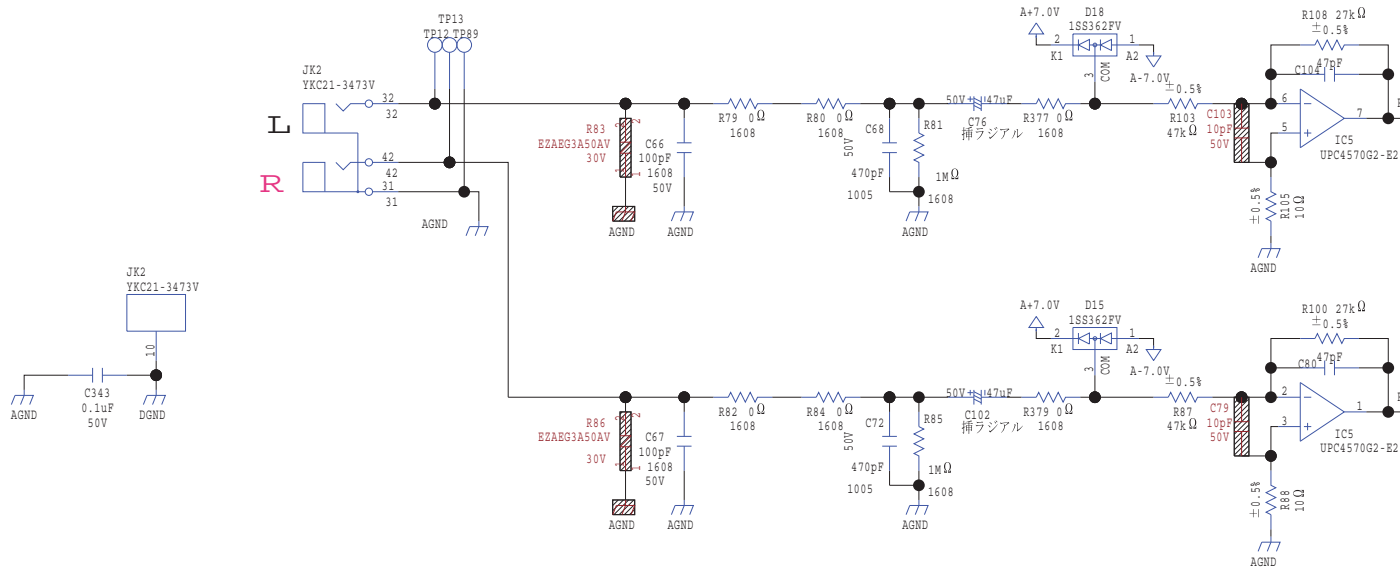 TP13
TP12 TP89
JK2
YKC21-3473V
L
R
32
32
42
42
31
31
AGND
R83
EZAEG3A50AV
30V
2
1
AGND
C66
100pF
1608
50V
AGND
R79 0Ω
1608
R80 0Ω
1608
50V
C68
470pF
1005
R81
1MΩ
1608
AGND
50V
+
47uF
C76
挿ラジアル
R377 0Ω
1608
A+7.0V
D18
1SS362FV
2
K1
1
A2
3
COM
A-7.0V
±0.5%
R103
47kΩ
C103
10pF
50V
R108 27kΩ
±0.5%
47pF
C104
6
5
7
IC5
UPC4570G2-E2
±0.5%
R105
10Ω
AGND
JK2
YKC21-3473V
10
C343
0.1uF
50V
AGND
DGND
R86
EZAEG3A50AV
30V
2
1
AGND
C67
100pF
1608
50V
AGND
R82 0Ω
1608
R84 0Ω
1608
50V
C72
470pF
1005
R85
1MΩ
1608
AGND
50V
+
47uF
C102
挿ラジアル
R379 0Ω
1608
A+7.0V
D15
1SS362FV
2
K1
1
A2
3
COM
A-7.0V
±0.5%
R87
47kΩ
C79
10pF
50V
R100 27kΩ
±0.5%
47pF
C80
2
3
1
IC5
UPC4570G2-E2
±0.5%
R88
10Ω
AGND